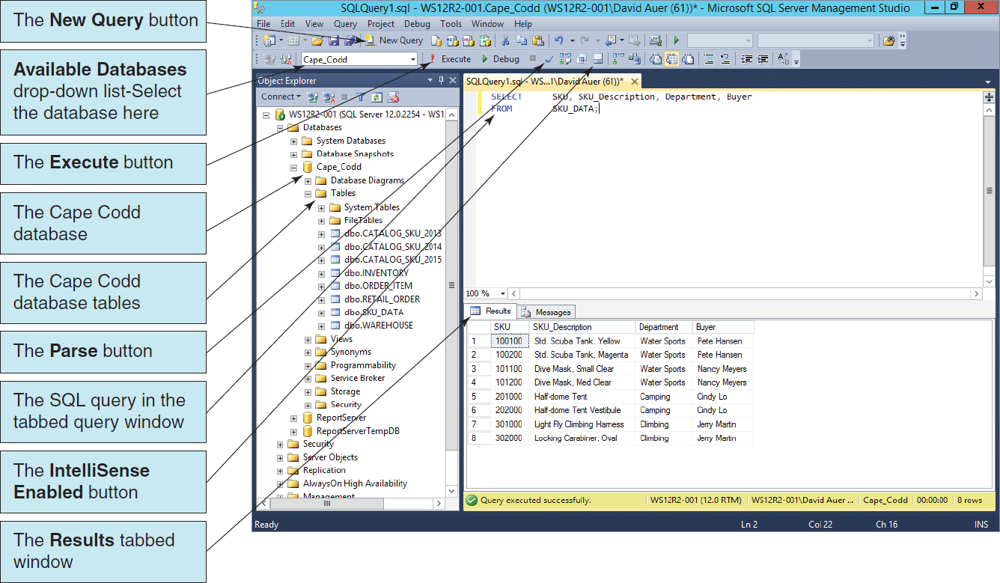 The New Query button
Available Databases
drop-down list-Select
the database here
The Execute button
The Cape Codd
database
The Cape Codd
database tables
The Parse button
The SQL query in the
tabbed query window
The IntelliSense
Enabled button
The Results tabbed
window
SQLQuery1.sql - WS12R2-001.Cape_Codd (WS12R2-001\David Auer (61))* - Microsoft SQL Server Management Studio
File Edit View Query Project Debug Tools Window Help
New Query
Cape_Codd Execute Debug
Object Explorer
Connect
WS12R2-001 (SQL Server 12.0.2254 - WS1
Databases
System Databases
Database Snapshots
Cape_Codd
Database Diagrams
Tables
System Tables
FileTables
dbo.CATALOG_SKU_2013
dbo.CATALOG_SKU_2014
dbo.CATALOG_SKU_2015
dbo.INVENTORY
dbo.ORDER_ITEM
dbo.RETAIL_ORDER
dbo.SKU_DATA
dbo.WAREHOUSE
Views
Synonyms
Programmability
Service Broker
Storage
Security
ReportServer
ReportServerTempDB
Security
Server Objects
Replication
AlwaysOn High Availability
Management
SQLQuery1.sql - WS...1\David Auer (61))*
SELECT SKU, SKU_Description, Department, Buyer
FROM SKU_DATA;
100 %
Results Messages
SKU SKU_Description Department Buyer
1 100100 Std. Scuba Tank, Yellow Water Sports Pete Hansen
2 100200 Std. Scuba Tank, Magenta Water Sports Pete Hansen
3 101100 Dive Mask, Small Clear Water Sports Nancy Meyers
4 101200 Dive Mask, Med Clear Water Sports Nancy Meyers
5 201000 Half-dome Tent Camping Cindy Lo
6 202000 Half-dome Tent Vestibule Camping Cindy Lo
7 301000 Light Fly Climbing Harness Climbing Jerry Martin
8 302000 Locking Carabiner, Oval Climbing Jerry Martin
Query executed successfully. WS12R2-001 (12.0 RTM) WS12R2-001\David Auer ... Cape_Codd 00:00:00 8 rows
Ready Ln 2 Col 22 Ch 16 INS